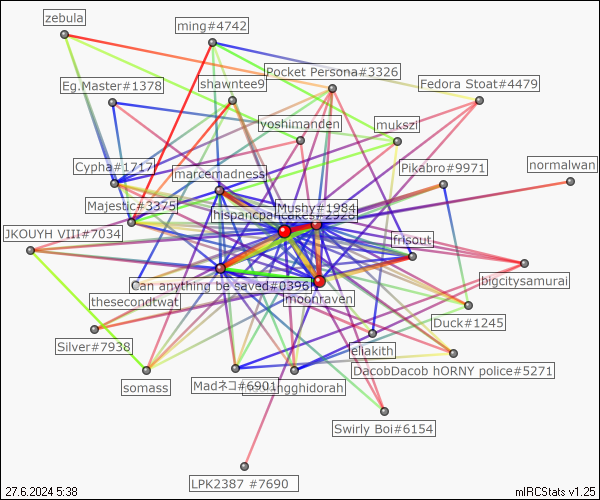 zebula
ming#4742
Pocket Persona#3326
Eg.Master#1378
shawntee9
Fedora Stoat#4479
yoshimanden
mukszi
Cypha#1717
marcemadness
Pikabro#9971
normalwan
Majestic#3375
Mushy#1984
hispancpancakes#2928
JKOUYH VIII#7034
frisout
Can anything be saved#0396
bigcitysamurai
thesecondtwat
moonraven
Duck#1245
Silver#7938
eliakith
DacobDacob hORNY police#5271
somass
Madネコ#6901
ngghidorah
Swirly Boi#6154
LPK2387 #7690
27.6.2024 5:38
mIRCStats v1.25